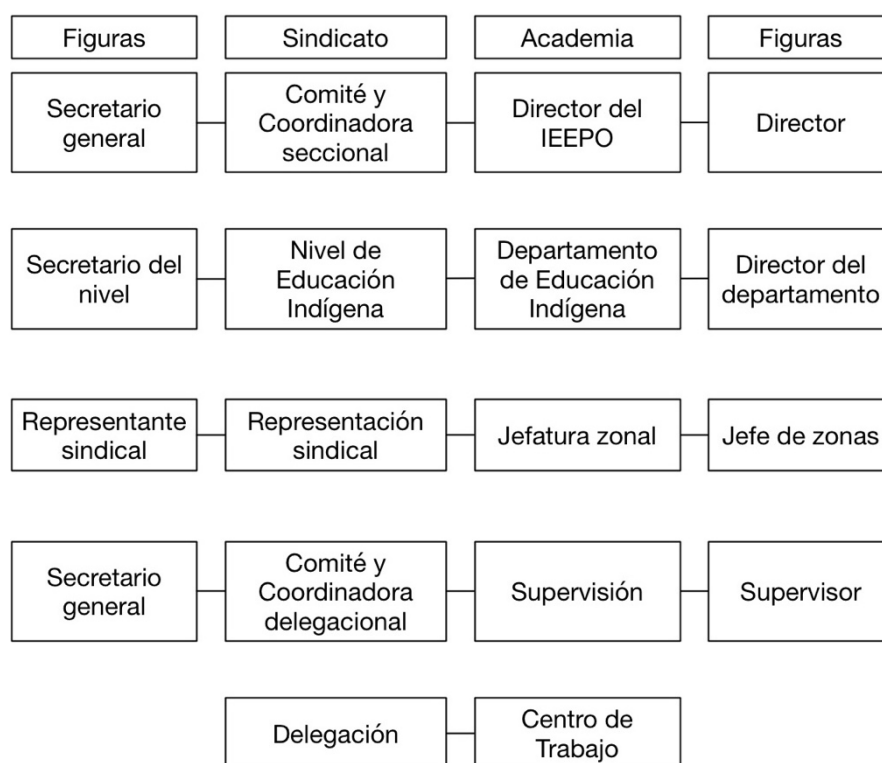 Figuras
Sindicato
Academia
Figuras
Secretario
general
Comité y
Coordinadora
seccional
Director del
IEEPO
Director
Secretario del
nivel
Nivel de
Educación
Indígena
Departamento
de Educación
Indígena
Director del
departamento
Representante
sindical
Representación
sindical
Jefatura zonal
Jefe de zonas
Secretario
general
Comité y
Coordinadora
delegacional
Supervisión
Supervisor
Delegación
Centro de
Trabajo